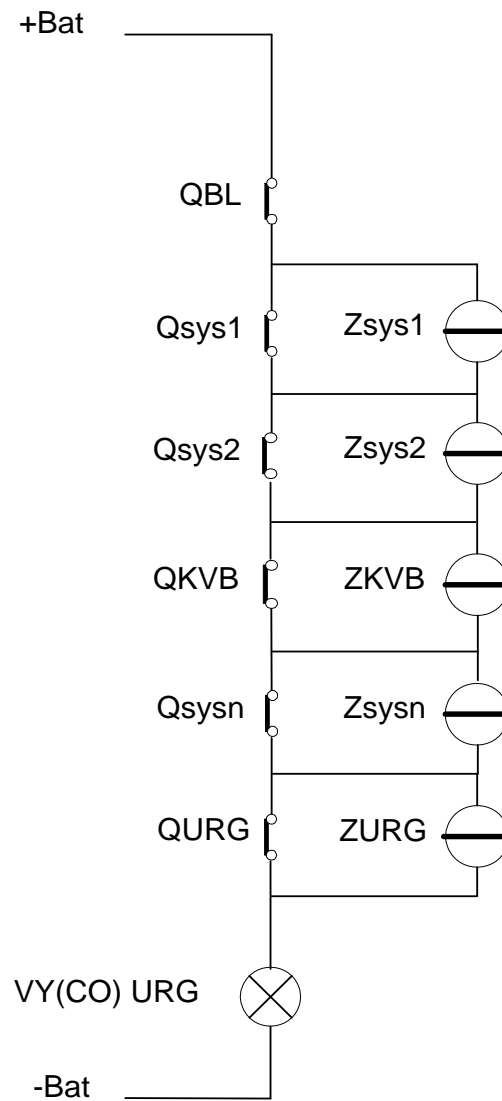 +Bat
QBL
Qsys1 Zsys1
Qsys2 Zsys2
QKVB ZKVB
Qsysn Zsysn
QURG ZURG
VY(CO) URG
-Bat